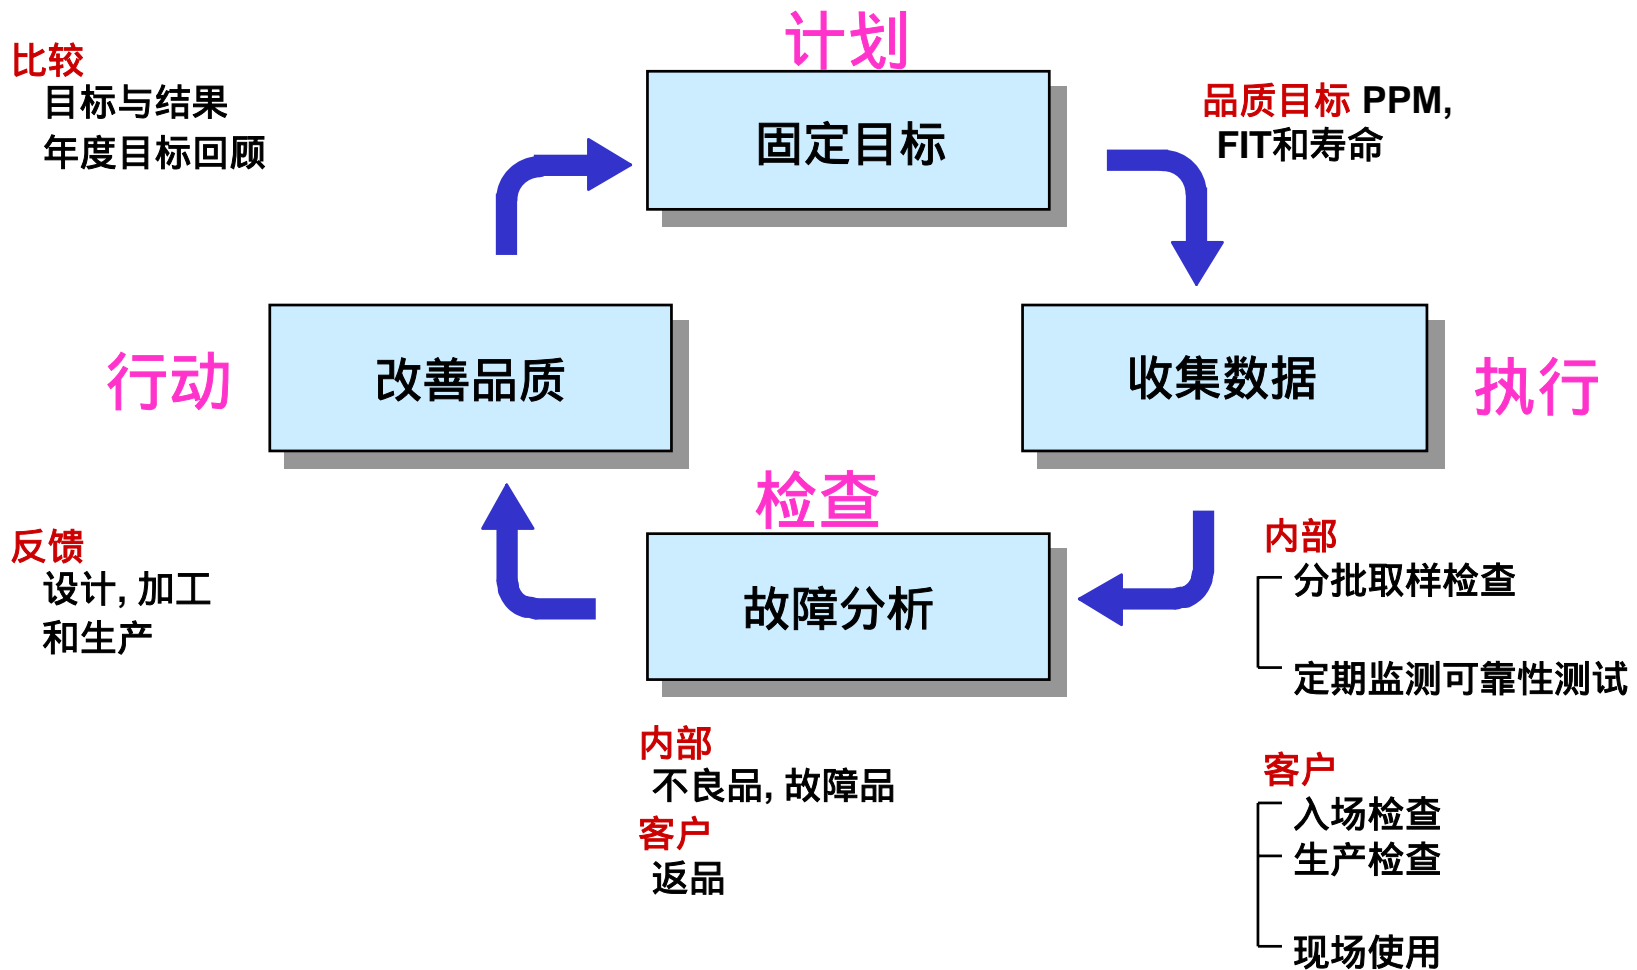 计划
固定目标
比较
目标与结果
年度目标回顾
品质目标 PPM,
FIT和寿命
行动
改善品质
收集数据
执行
检查
故障分析
反馈
设计, 加工
和生产
内部
分批取样检查
定期监测可靠性测试
内部
不良品, 故障品
客户
返品
客户
入场检查
生产检查
现场使用